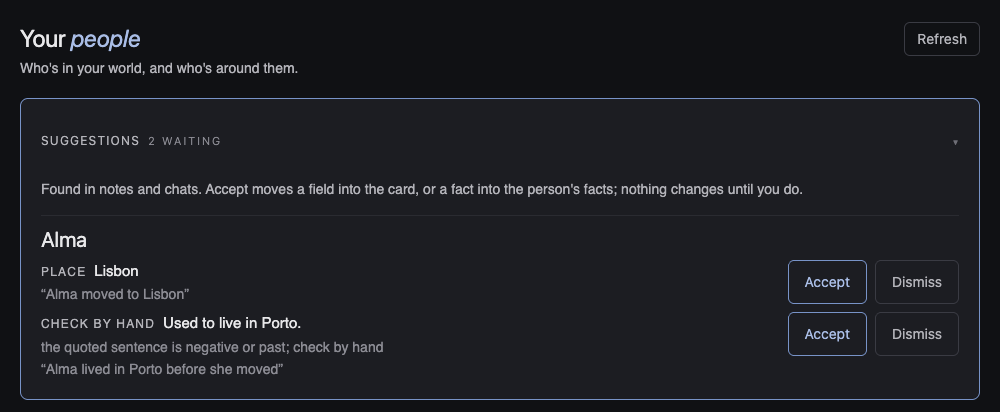 Your people
Refresh
Who's in your world, and who's around them.
SUGGESTIONS 2 WAITING
Found in notes and chats. Accept moves a field into the card, or a fact into the person's facts; nothing changes until you do.
Alma
PLACE Lisbon
Accept
Dismiss
“Alma moved to Lisbon”
CHECK BY HAND Used to live in Porto.
Accept
Dismiss
the quoted sentence is negative or past; check by hand
“Alma lived in Porto before she moved”